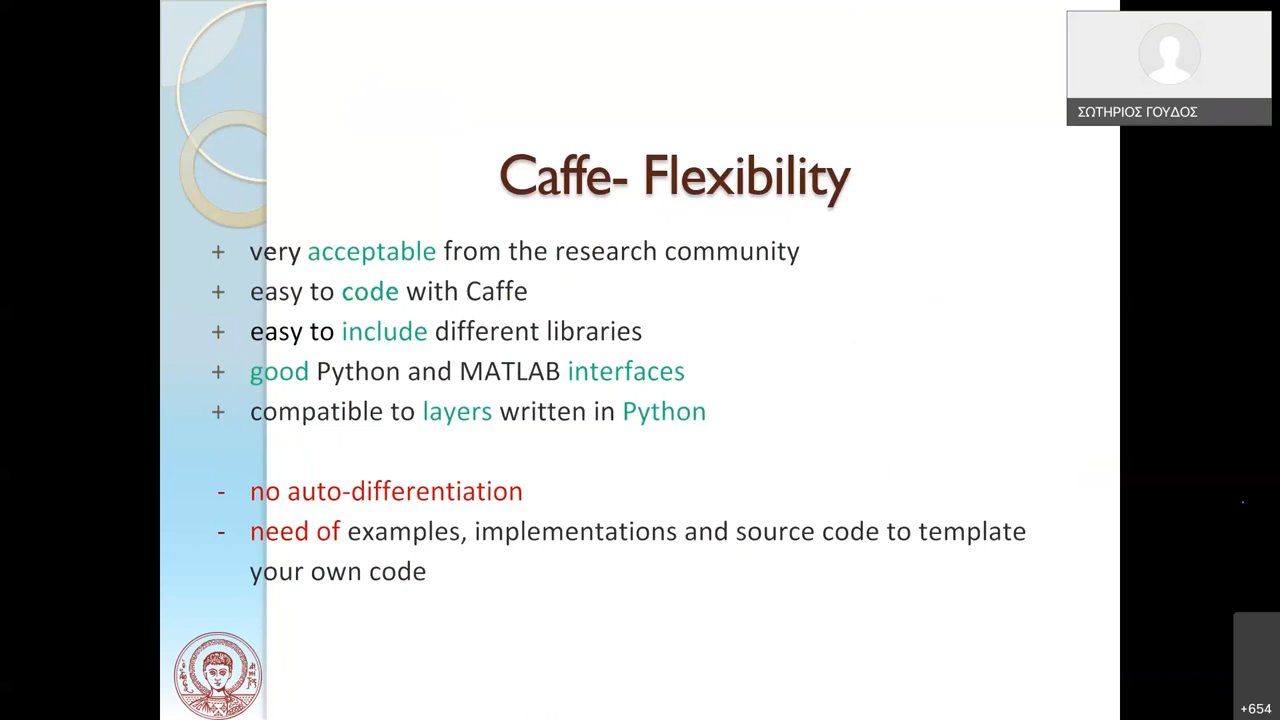 ΣΩΤΗΡΙΟΣ ΓΟΥΔΟΣ
Caffe- Flexibility
+ very acceptable from the research community
+ easy to code with Caffe
+ easy to include different libraries
+ good Python and MATLAB interfaces
+ compatible to layers written in Python
- no auto-differentiation
- need of examples, implementations and source code to template
your own code
+654